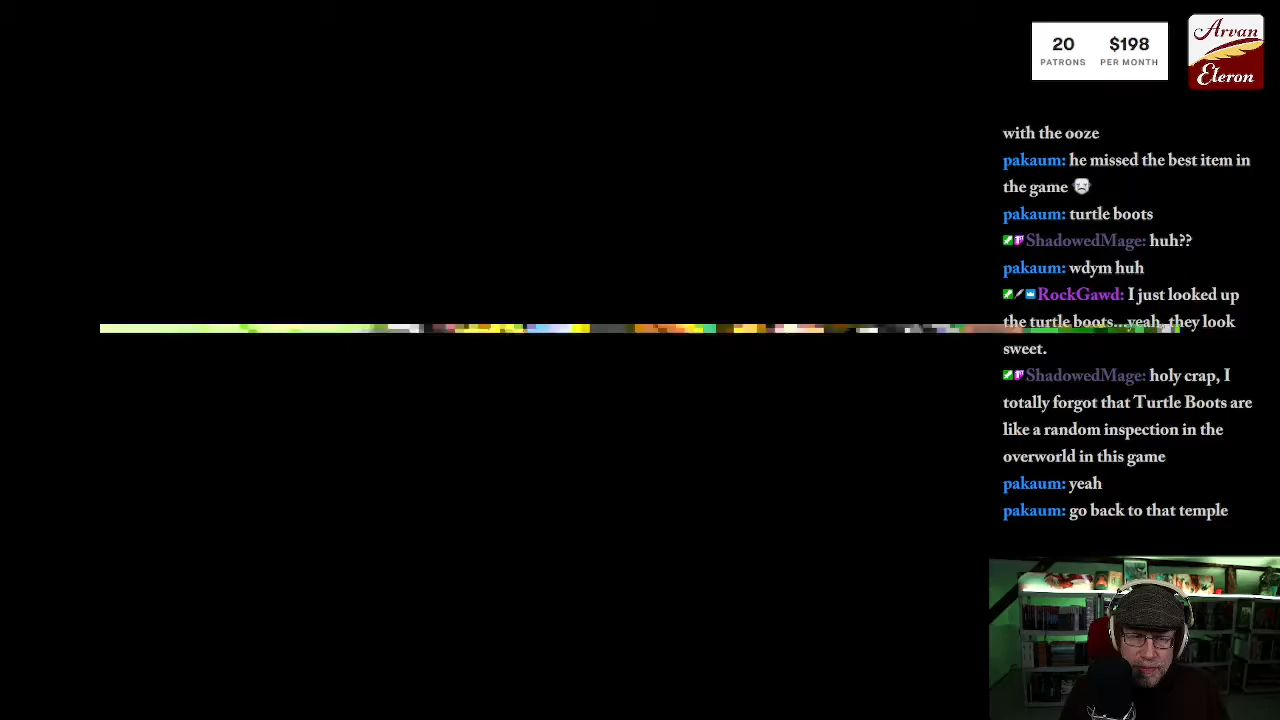 20 $198
PATRONS PER MONTH
Arvan
Eleron
with the ooze
pakaum: he missed the best item in
the game
pakaum: turtle boots
ShadowedMage: huh??
pakaum: wdym huh
RockGawd: I just looked up
the turtle boots...yeah, they look
sweet.
ShadowedMage: holy crap, I
totally forgot that Turtle Boots are
like a random inspection in the
overworld in this game
pakaum: yeah
pakaum: go back to that temple